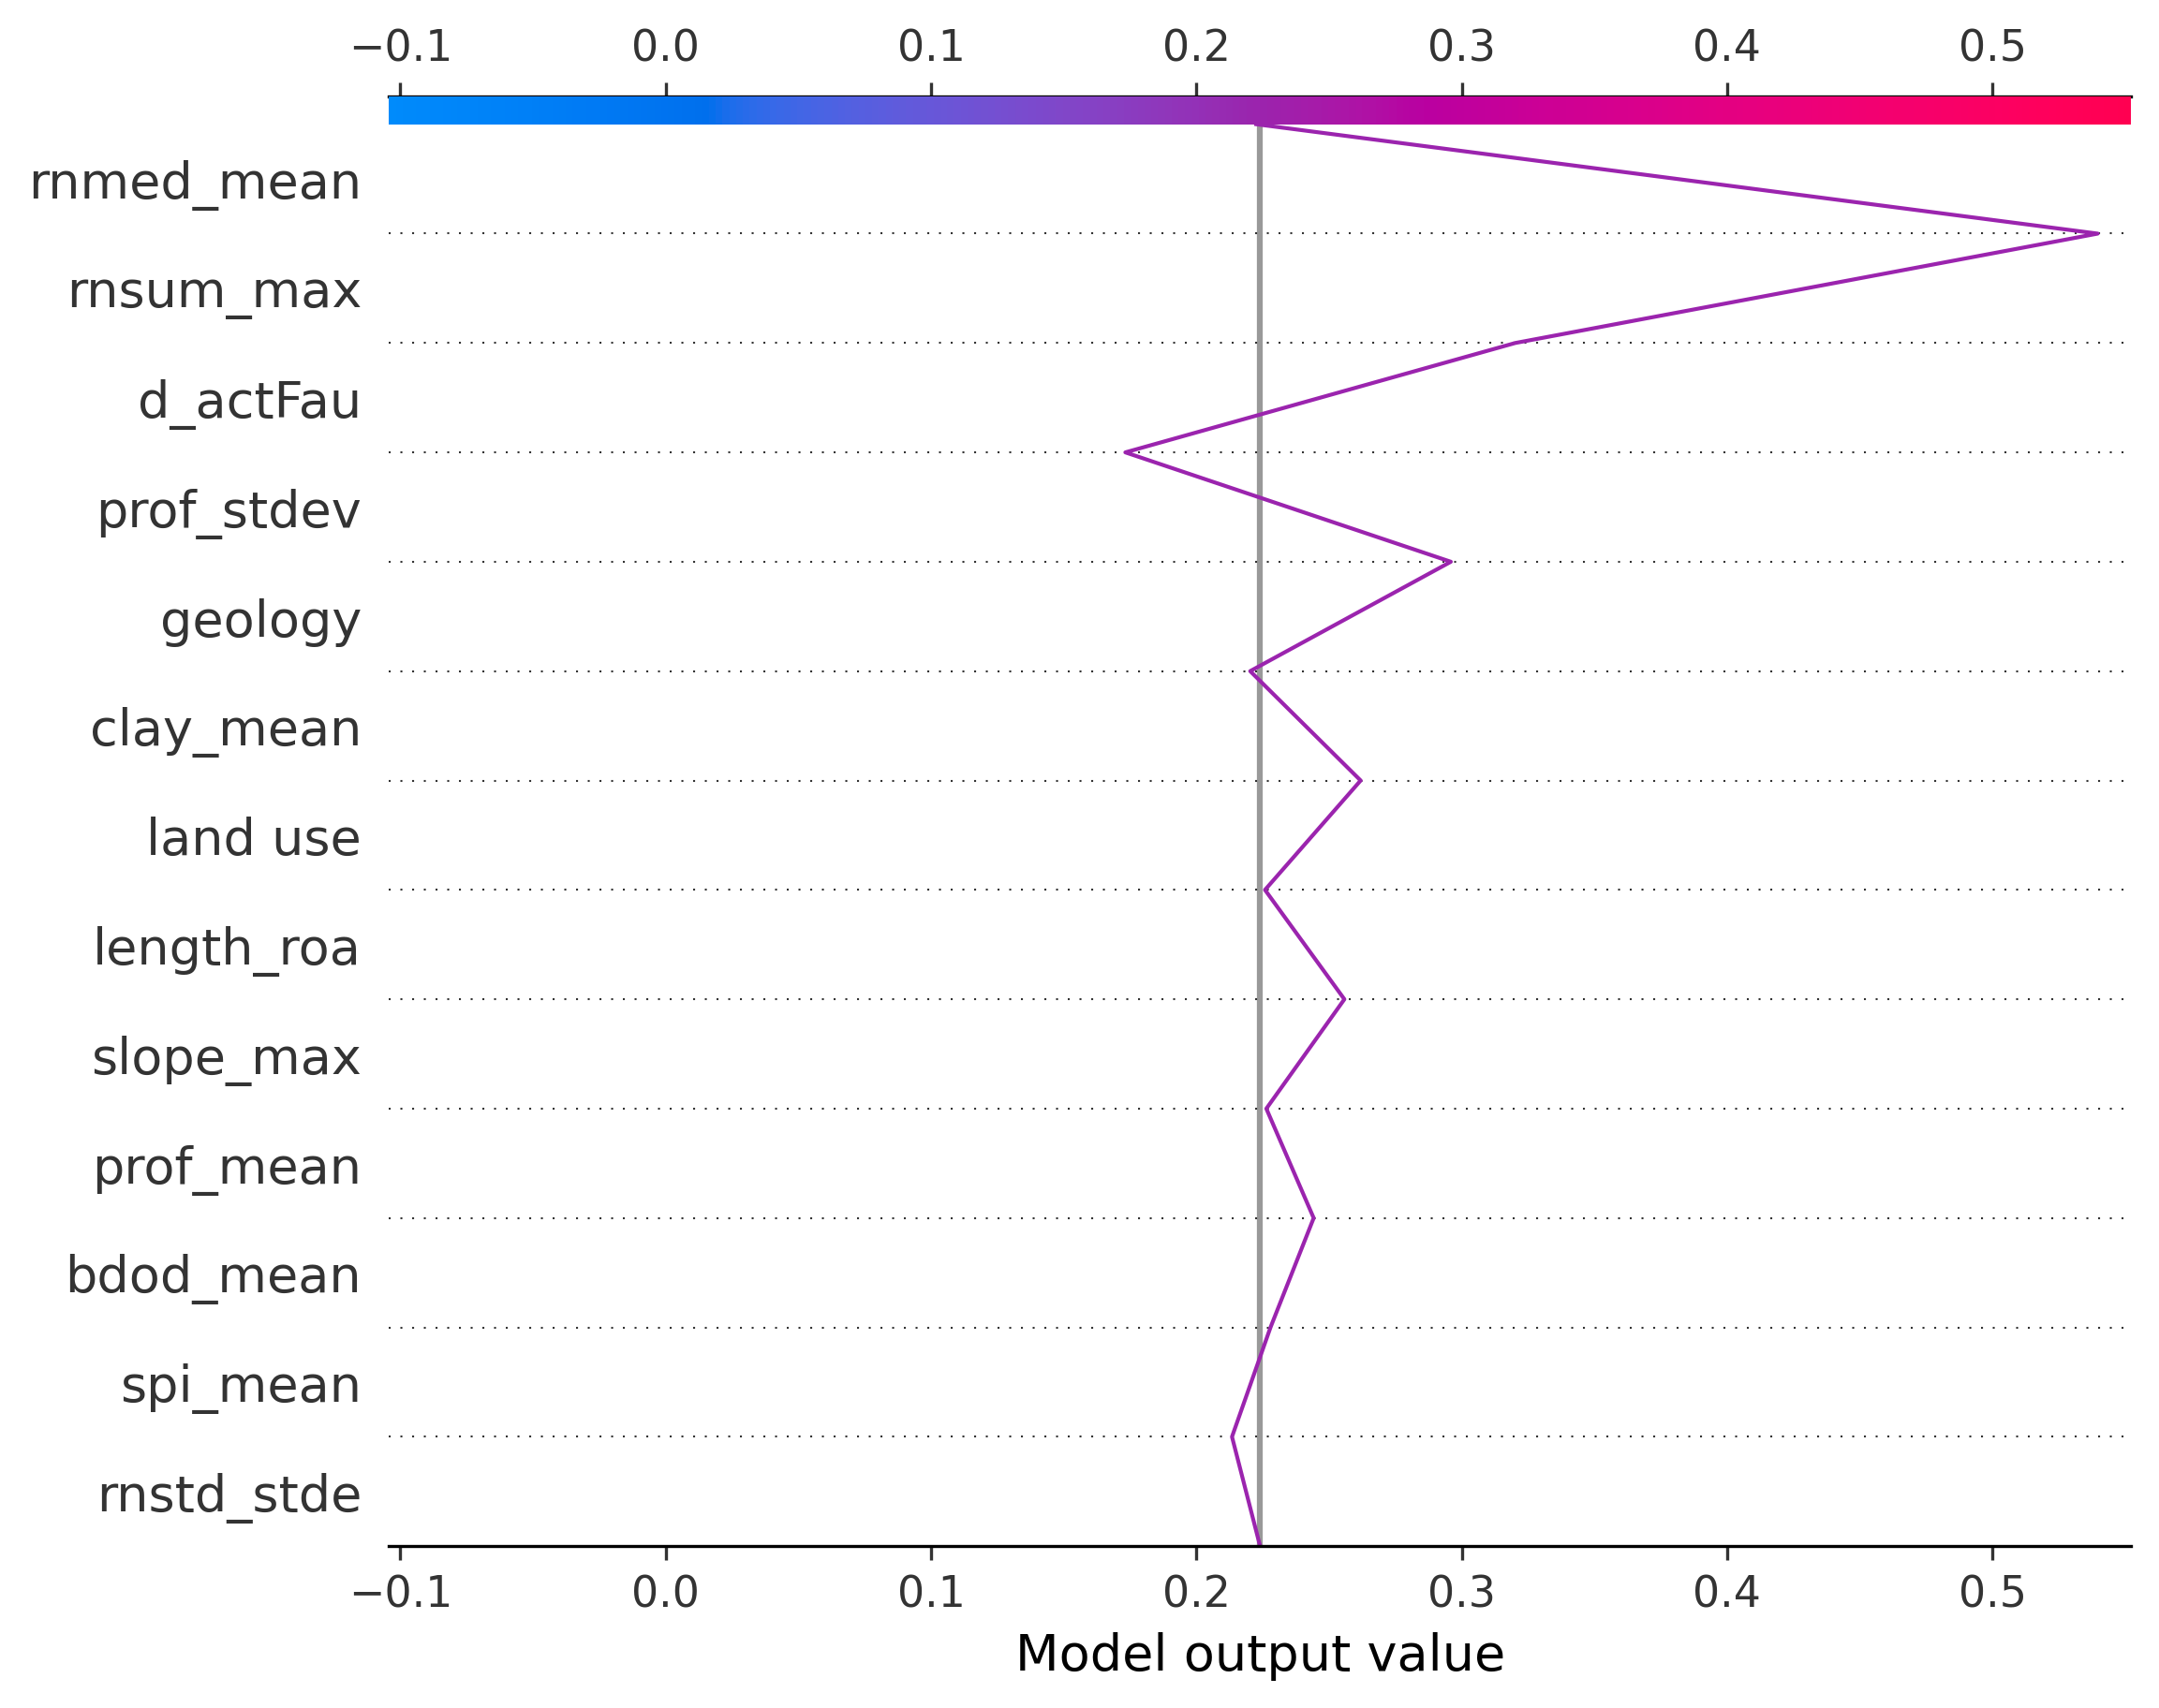 −0.1 0.0 0.1 0.2 0.3 0.4 0.5
rnmed_mean
rnsum_max
d_actFau
prof_stdev
geology
clay_mean
land use
length_roa
slope_max
prof_mean
bdod_mean
spi_mean
rnstd_stde
−0.1 0.0 0.1 0.2 0.3 0.4 0.5
Model output value